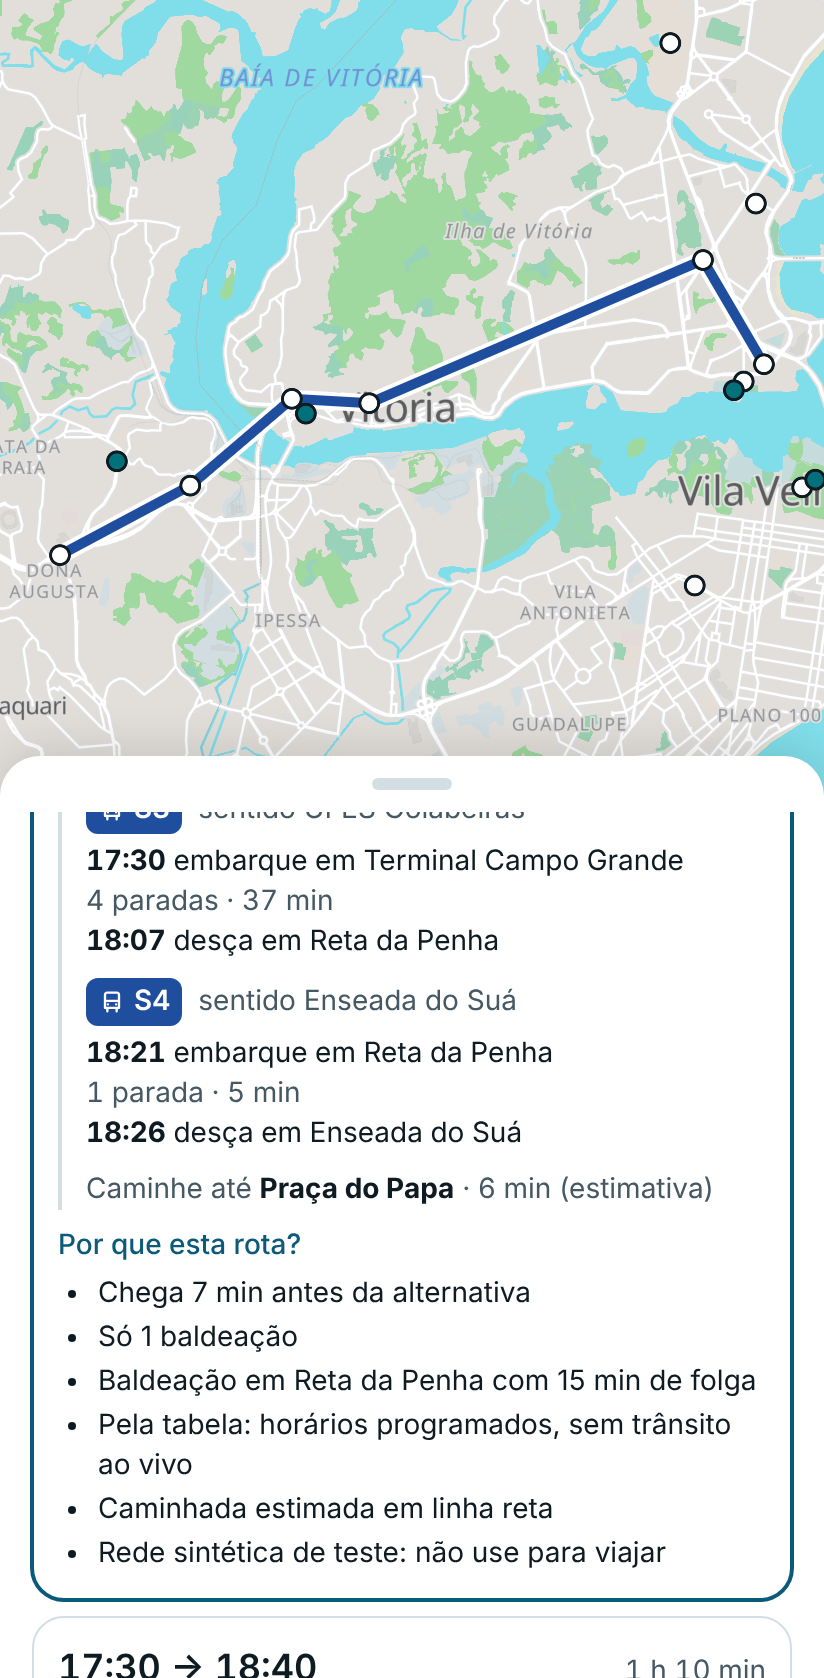 BAÍA DE VITÓRIA
Ilha de Vitória
Vitória
ATA DA
RAIA
Vila Vel
DONA
AUGUSTA
VILA
ANTONIETA
IPESSA
aquari
GUADALUPE
PLANO 100
17:30 embarque em Terminal Campo Grande
4 paradas · 37 min
18:07 desça em Reta da Penha
S4 sentido Enseada do Suá
18:21 embarque em Reta da Penha
1 parada · 5 min
18:26 desça em Enseada do Suá
Caminhe até Praça do Papa · 6 min (estimativa)
Por que esta rota?
• Chega 7 min antes da alternativa
• Só 1 baldeação
• Baldeação em Reta da Penha com 15 min de folga
• Pela tabela: horários programados, sem trânsito
ao vivo
• Caminhada estimada em linha reta
• Rede sintética de teste: não use para viajar
17:30 → 18:40 1 h 10 min